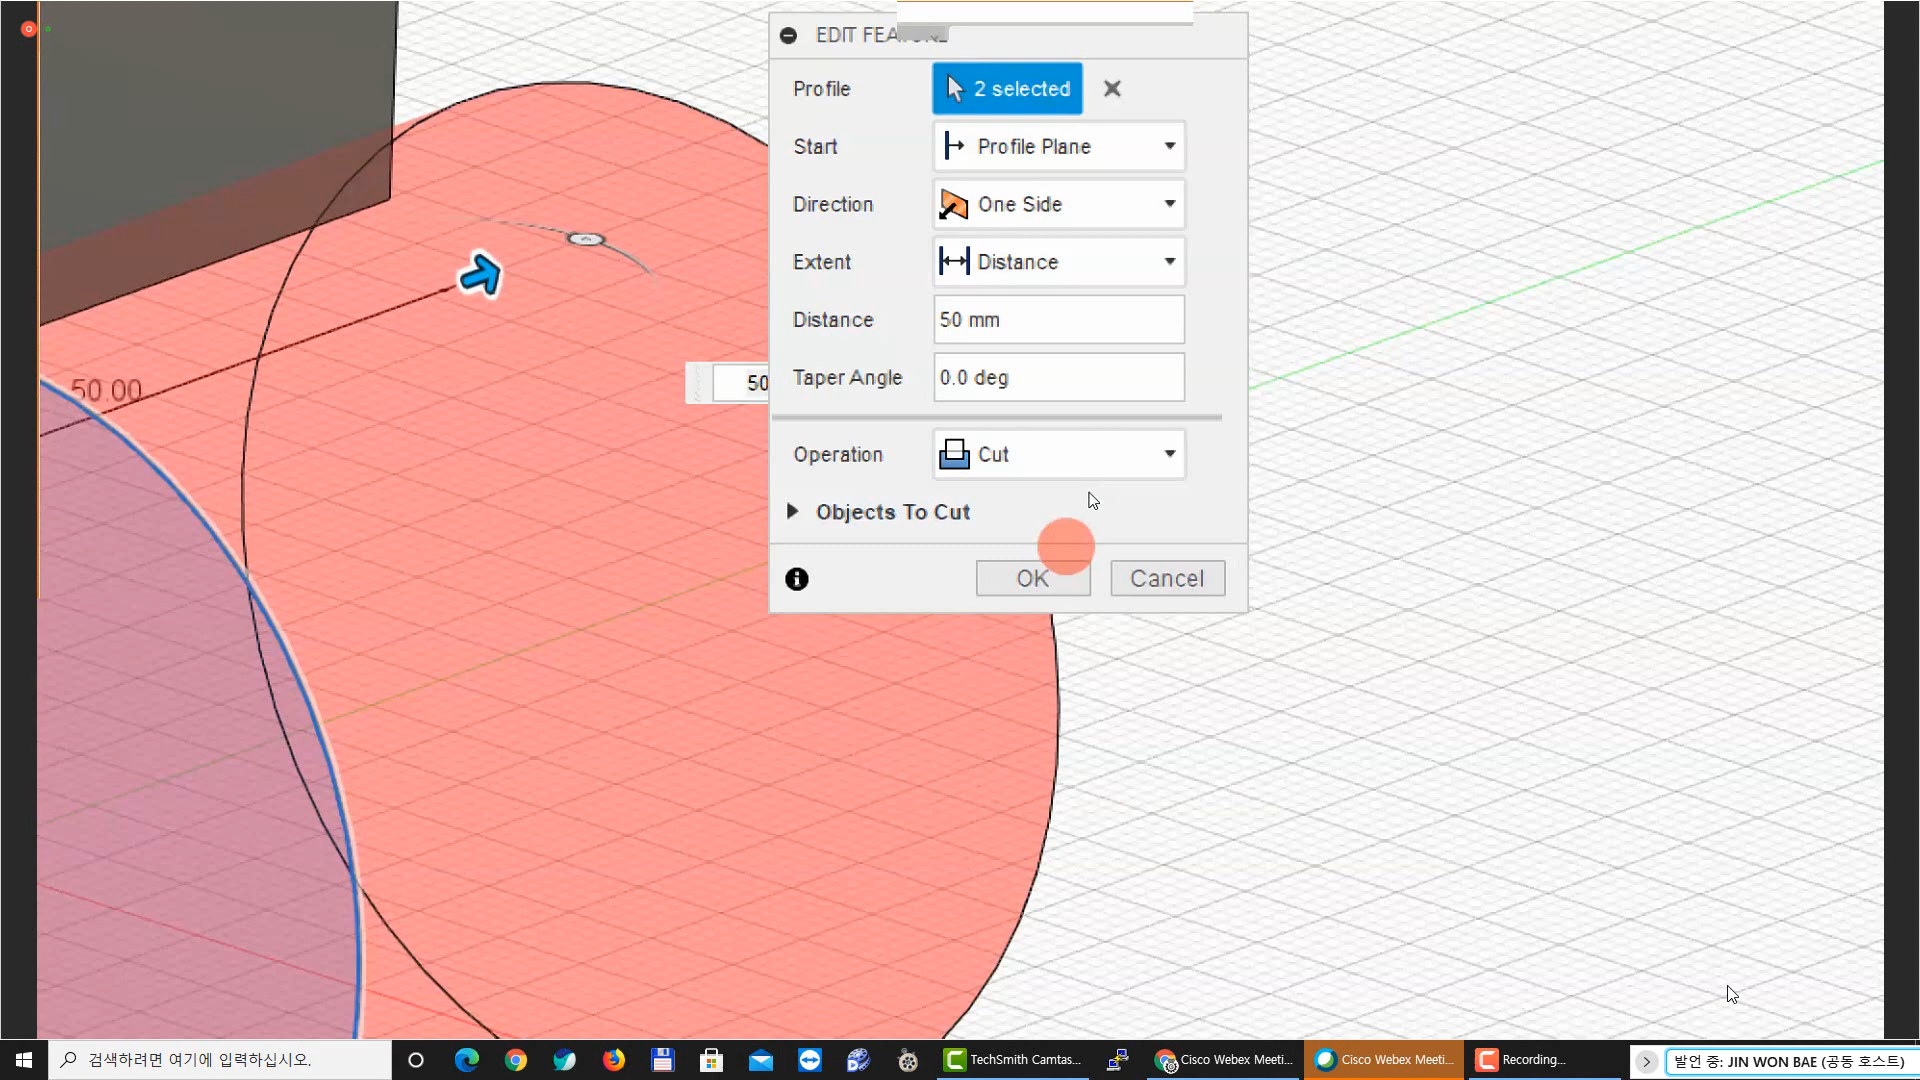 EDIT FEATURE
Profile
2 selected
Start
Profile Plane
Direction
One Side
Extent
Distance
Distance
50 mm
50.00
50
Taper Angle
0.0 deg
Operation
Cut
Objects To Cut
OK
Cancel
검색하려면 여기에 입력하십시오.
TechSmith Camtas...
Cisco Webex Meeti...
Cisco Webex Meeti...
Recording...
발언 중: JIN WON BAE (공동 호스트)